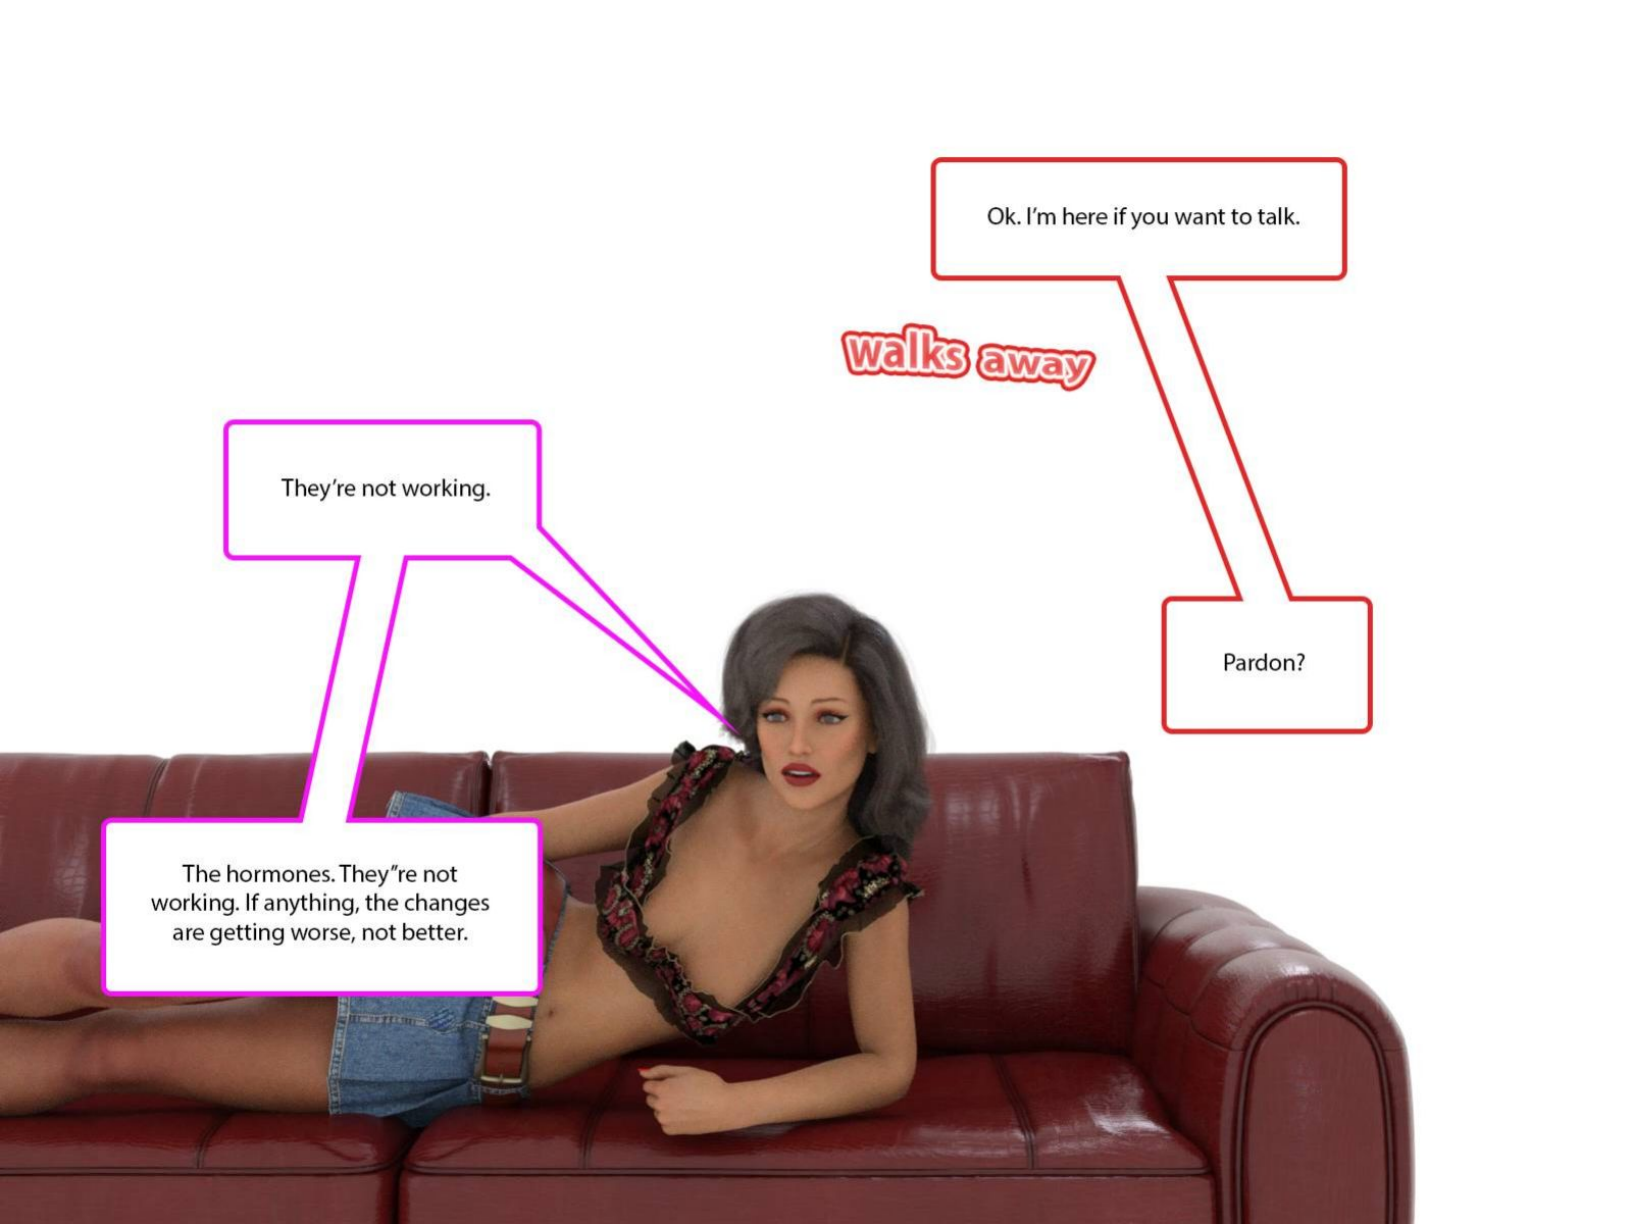 Ok. I'm here if you want to talk.
walks away
They're not working.
Pardon?
The hormones. They"re not
working. If anything, the changes
are getting worse, not better.